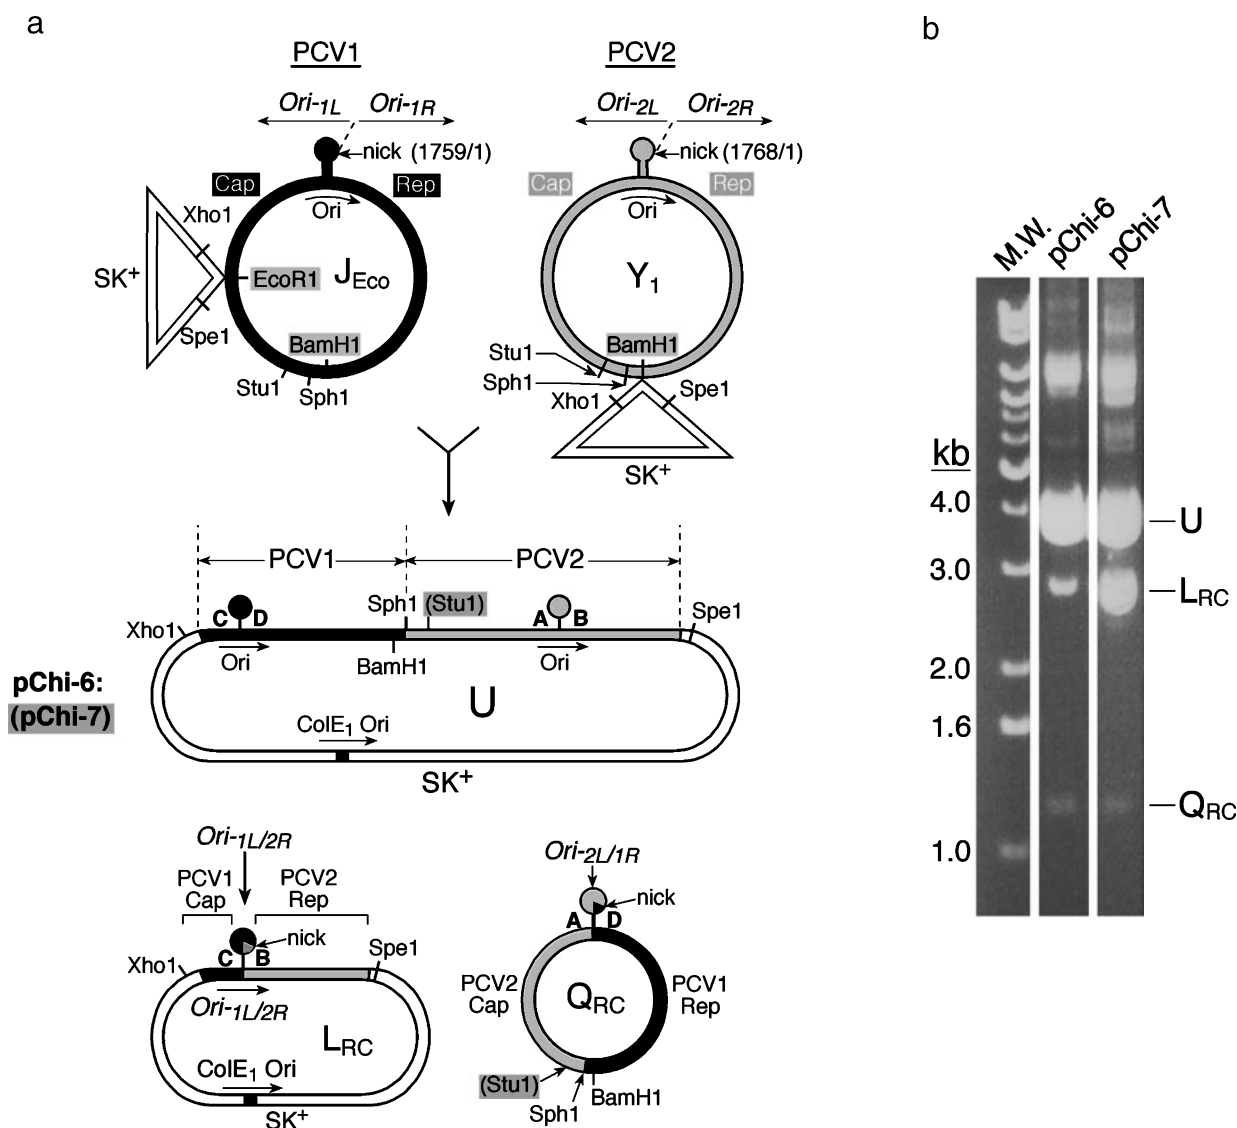 a
b
PCV1
PCV2
Ori-1L
Ori-1R
Ori-2L
Ori-2R
nick (1759/1)
nick (1768/1)
Cap
Rep
Cap
Rep
Ori
Ori
Xho1
SK+
EcoR1
JEco
Y1
Spe1
BamH1
BamH1
Stu1
Sph1
Stu1
Sph1
Xho1
Spe1
SK+
PCV1
PCV2
Sph1
(Stu1)
Spe1
Xho1
C D
A B
Ori
BamH1
Ori
pChi-6:
(pChi-7)
U
ColE1 Ori
SK+
Ori-1L/2R
PCV1
Cap
PCV2
Rep
nick
Xho1
C B
Spe1
Ori-1L/2R
LRC
ColE1 Ori
SK+
Ori-2L/1R
nick
A D
PCV2
Cap
QRC
PCV1
Rep
(Stu1)
Sph1
BamH1
M.W.
pChi-6
pChi-7
kb
4.0
3.0
2.0
1.6
1.0
U
LRC
QRC